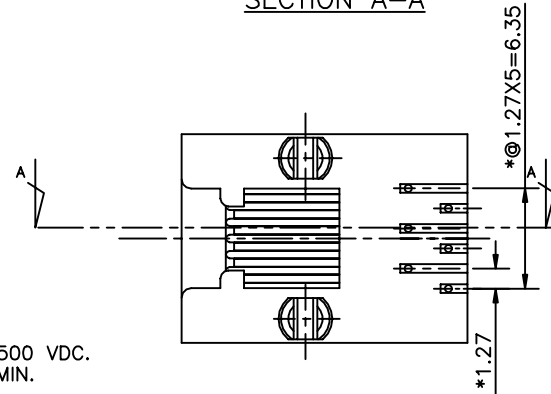 SECTION A-A
*@1.27X5=6.35
A
A
500 VDC.
MIN.
*1.27